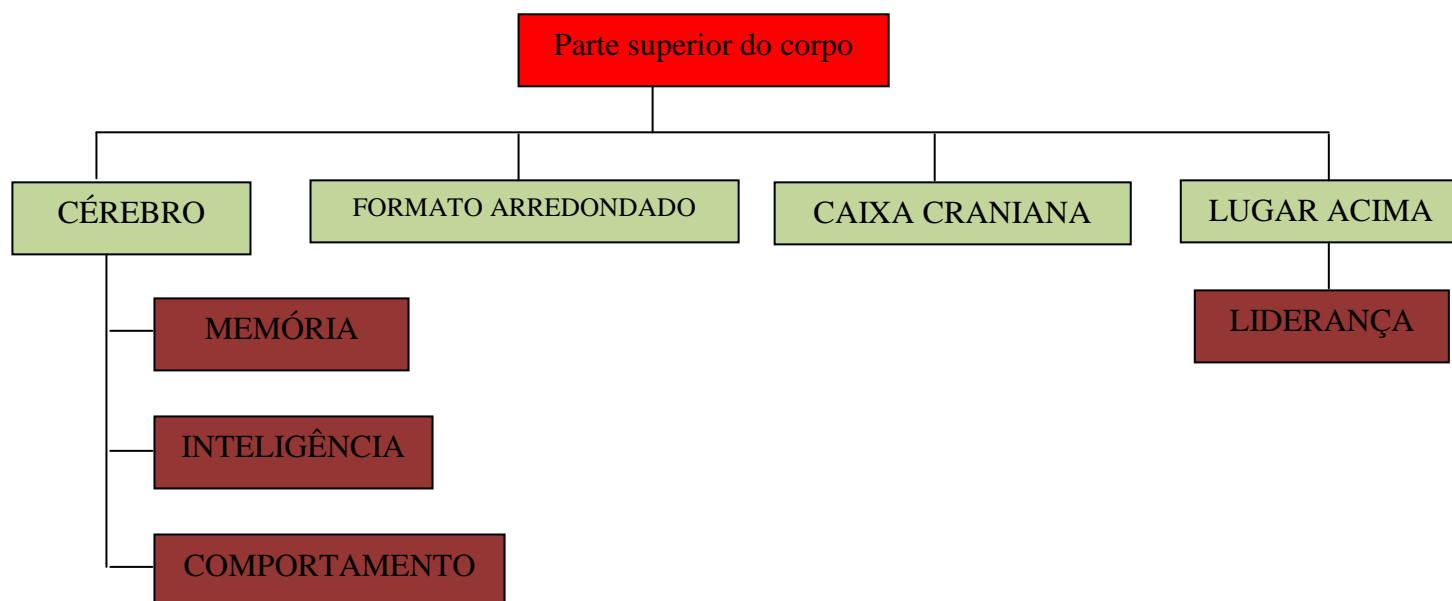 Parte superior do corpo
CÉREBRO
FORMATO ARREDONDADO
CAIXA CRANIANA
LUGAR ACIMA
MEMÓRIA
LIDERANÇA
INTELIGÊNCIA
COMPORTAMENTO